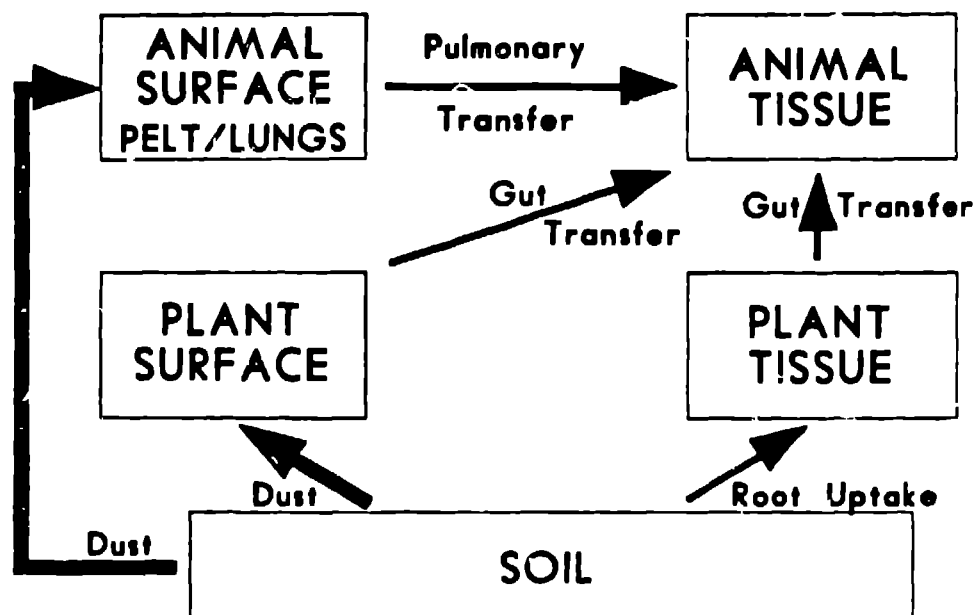 ANIMAL
SURFACE
PELT/LUNGS
Pulmonary
Transfer
ANIMAL
TISSUE
Gut
Transfer
Gut Transfer
PLANT
SURFACE
PLANT
TISSUE
Dust
Root Uptake
Dust
SOIL